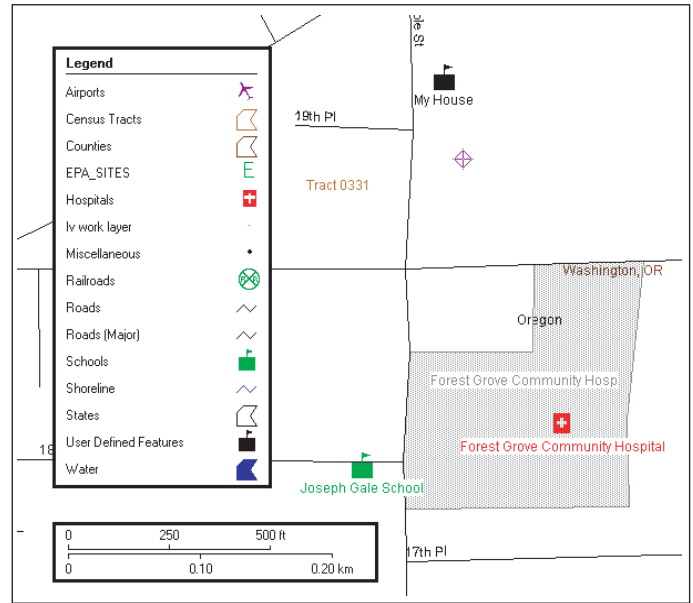 ple St
Legend
Airports
Census Tracts
Counties
EPA_SITES
E
Hospitals
lv work layer
Miscellaneous
Railroads
Roads
Roads (Major)
Schools
Shoreline
States
User Defined Features
Water
My House
19th Pl
Tract 0331
Washington, OR
Oregon
Forest Grove Community Hosp
Forest Grove Community Hospital
18
Joseph Gale School
17th Pl
0 250 500 ft
0 0.10 0.20 km